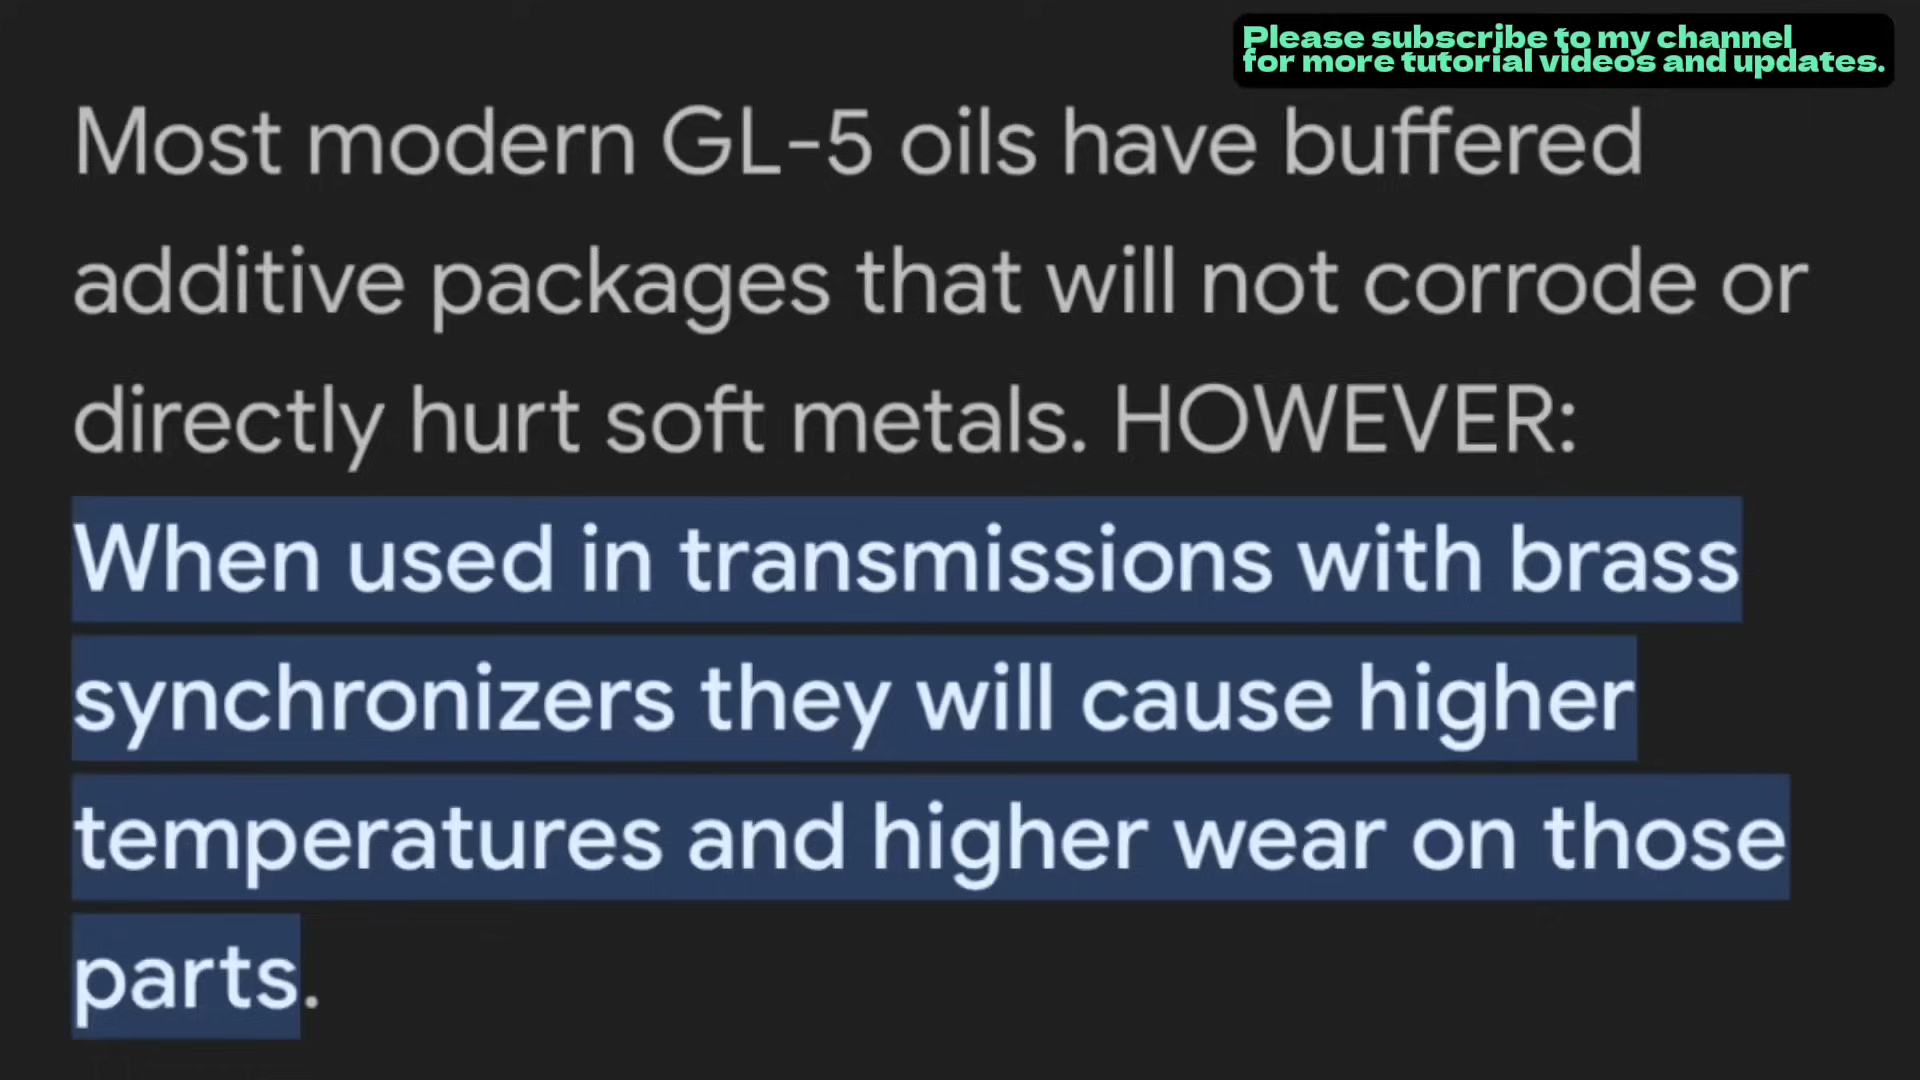 Please subscribe to my channel
for more tutorial videos and updates.
Most modern GL-5 oils have buffered
additive packages that will not corrode or
directly hurt soft metals. HOWEVER:
When used in transmissions with brass
synchronizers they will cause higher
temperatures and higher wear on those
parts.